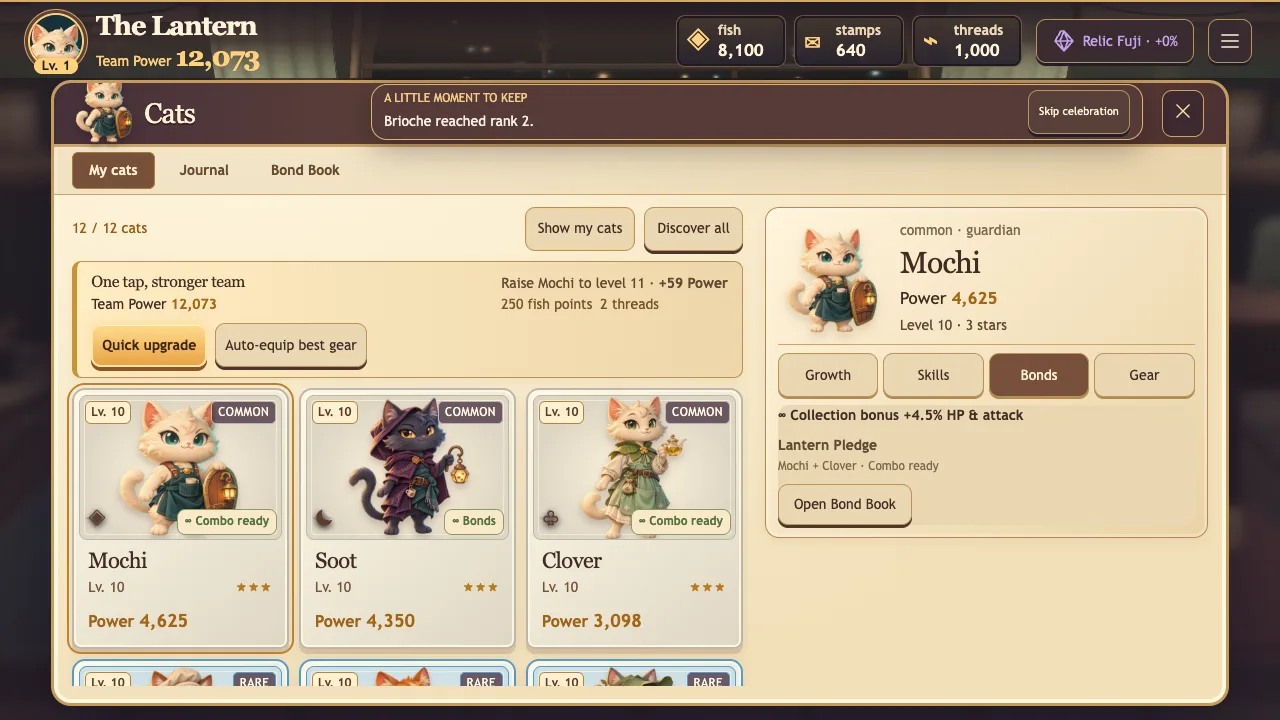 The Lantern
Team Power 12,073
Lv. 1
fish
8,100
stamps
640
threads
1,000
Relic Fuji · +0%
Cats
A LITTLE MOMENT TO KEEP
Brioche reached rank 2.
Skip celebration
My cats
Journal
Bond Book
12 / 12 cats
Show my cats
Discover all
One tap, stronger team
Team Power 12,073
Raise Mochi to level 11 · +59 Power
250 fish points 2 threads
Quick upgrade
Auto-equip best gear
Lv. 10
COMMON
∞ Combo ready
Mochi
Lv. 10
★★★
Power 4,625
Lv. 10
COMMON
∞ Bonds
Soot
Lv. 10
★★★
Power 4,350
Lv. 10
COMMON
∞ Combo ready
Clover
Lv. 10
★★★
Power 3,098
Lv. 10
RARE
Lv. 10
RARE
Lv. 10
RARE
common · guardian
Mochi
Power 4,625
Level 10 · 3 stars
Growth
Skills
Bonds
Gear
∞ Collection bonus +4.5% HP & attack
Lantern Pledge
Mochi + Clover · Combo ready
Open Bond Book